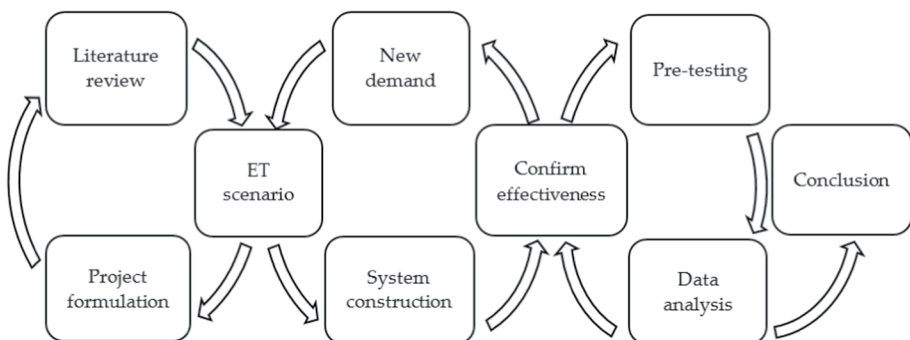 Literature
review
New
demand
Pre-testing
ET
scenario
Confirm
effectiveness
Conclusion
Project
formulation
System
construction
Data
analysis